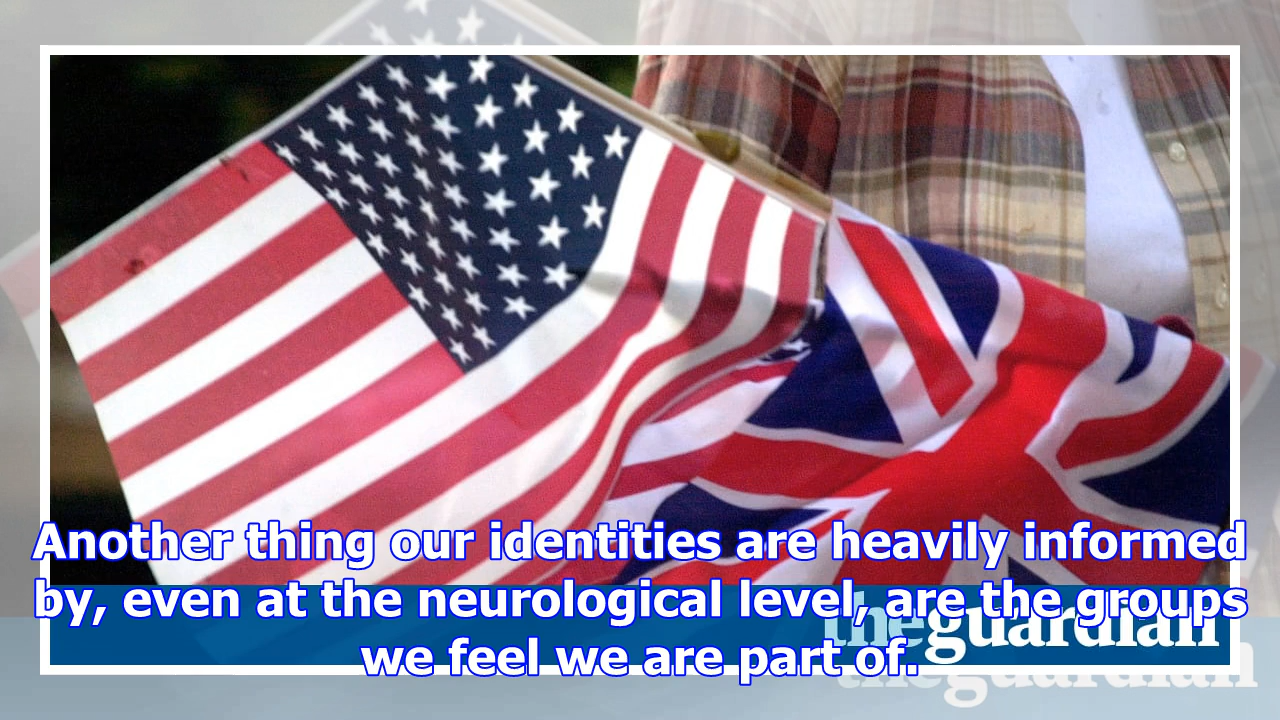 Another thing our identities are heavily informed
by, even at the neurological level, are the groups
we feel we are part of.
theguardian
theguardian